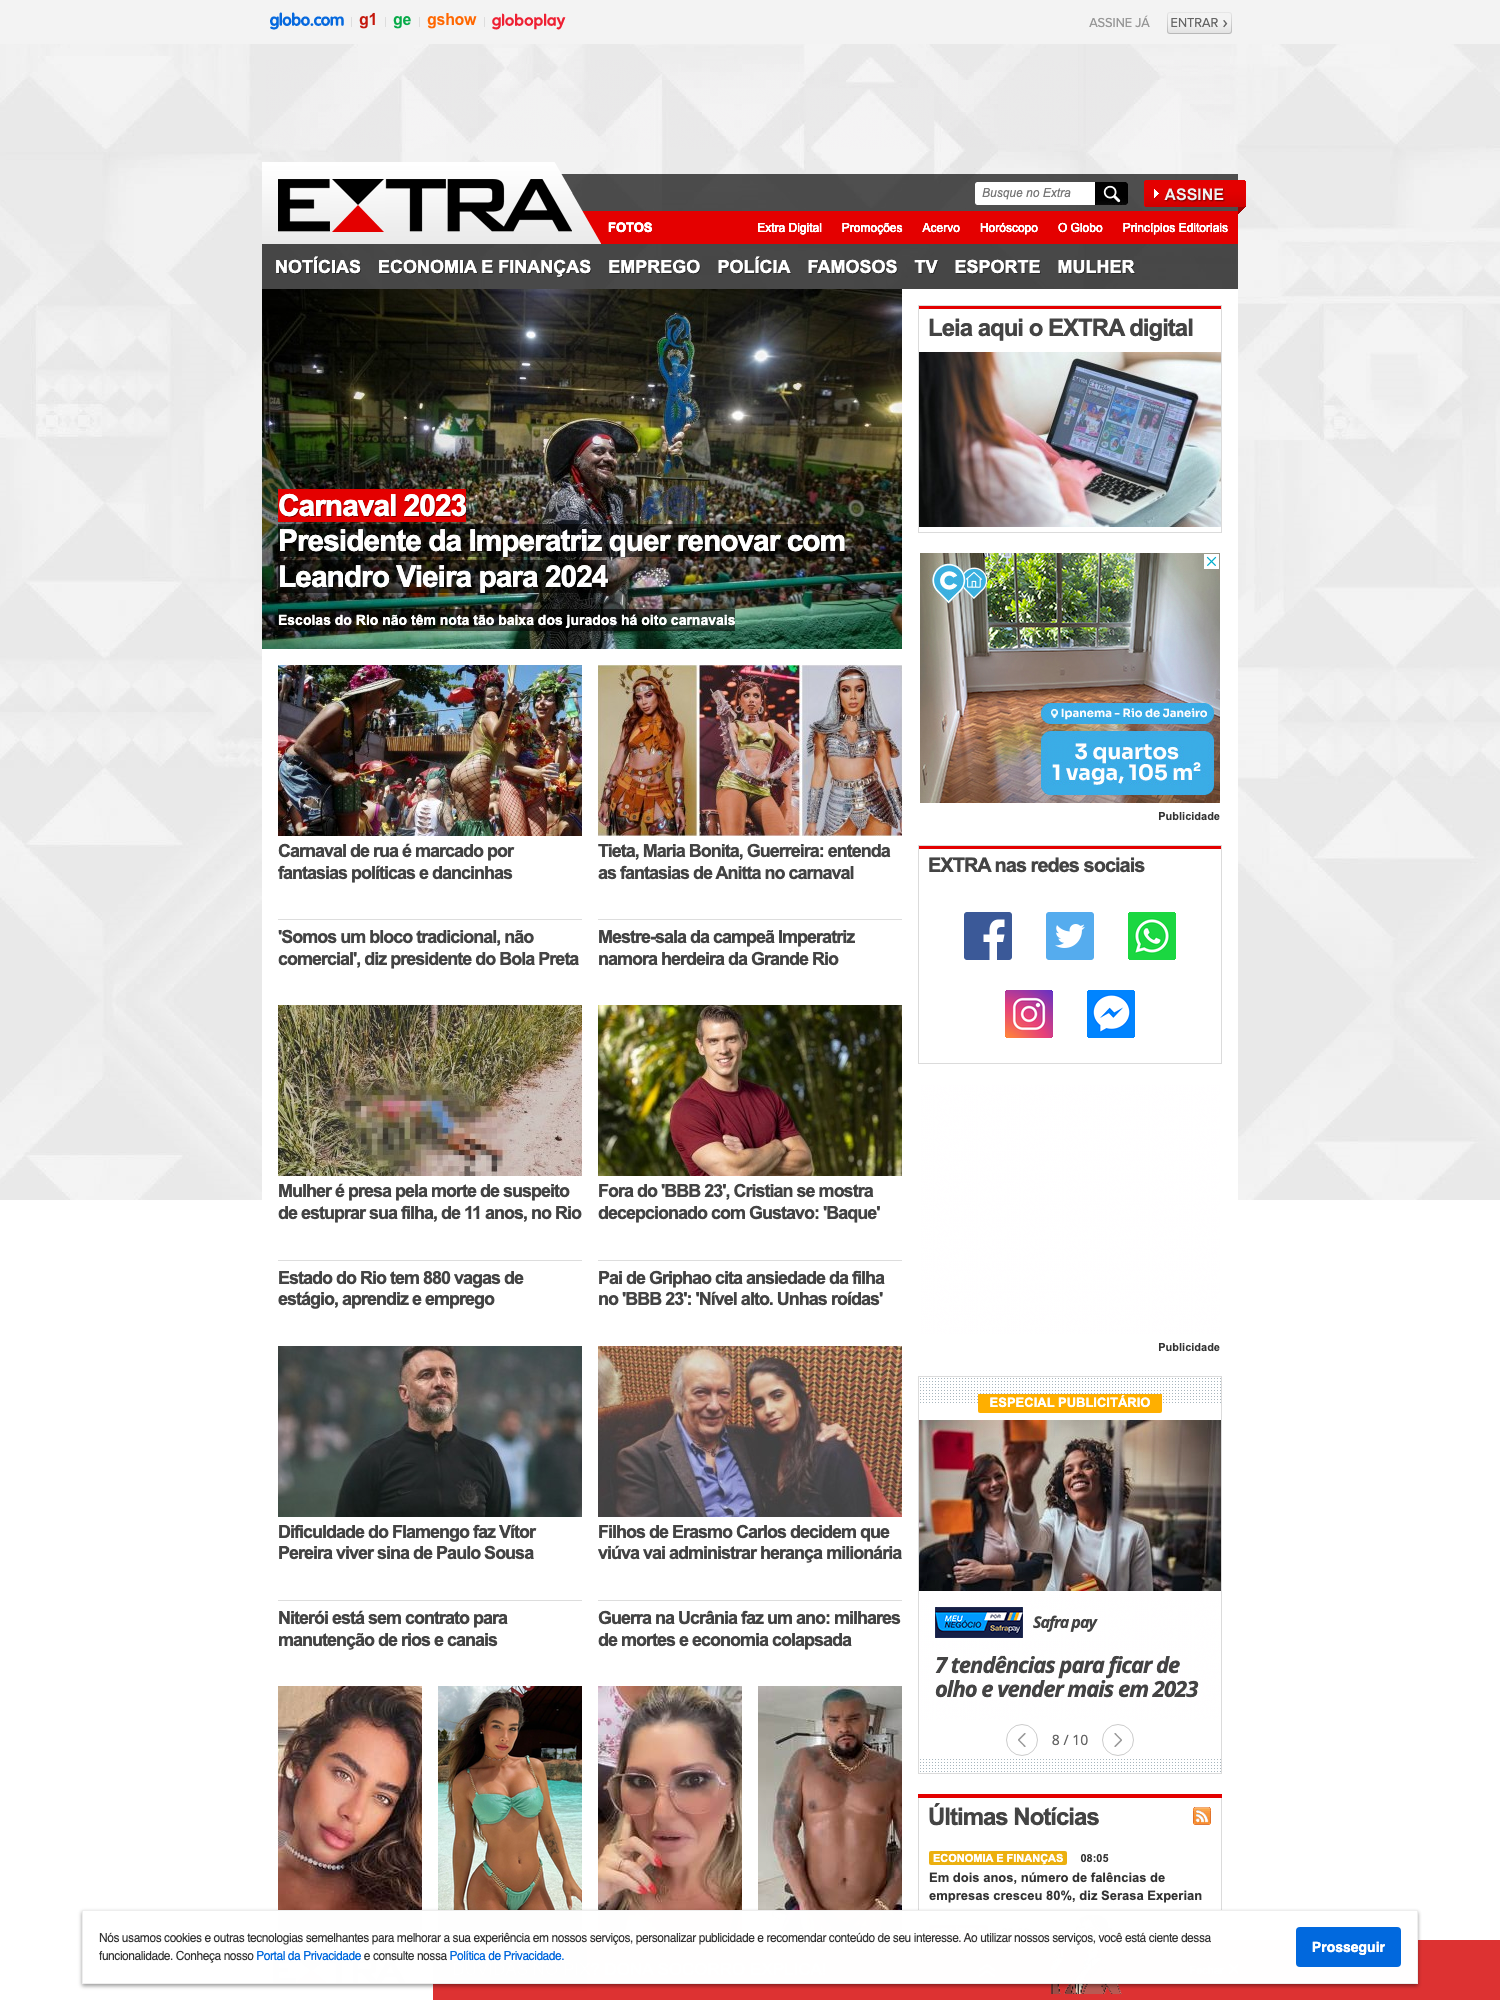 globo.com g1 ge gshow globoplay
ASSINE JÁ ENTRAR
EXTRA
Busque no Extra
ASSINE
FOTOS
Extra Digital Promoções Acervo Horóscopo O Globo Princípios Editoriais
NOTÍCIAS ECONOMIA E FINANÇAS EMPREGO POLÍCIA FAMOSOS TV ESPORTE MULHER
Carnaval 2023
Presidente da Imperatriz quer renovar com
Leandro Vieira para 2024
Escolas do Rio não têm nota tão baixa dos jurados há oito carnavais
Carnaval de rua é marcado por
fantasias políticas e dancinhas
Tieta, Maria Bonita, Guerreira: entenda
as fantasias de Anitta no carnaval
'Somos um bloco tradicional, não
comercial', diz presidente do Bola Preta
Mestre-sala da campeã Imperatriz
namora herdeira da Grande Rio
Mulher é presa pela morte de suspeito
de estuprar sua filha, de 11 anos, no Rio
Fora do 'BBB 23', Cristian se mostra
decepcionado com Gustavo: 'Baque'
Estado do Rio tem 880 vagas de
estágio, aprendiz e emprego
Pai de Griphao cita ansiedade da filha
no 'BBB 23': 'Nível alto. Unhas roídas'
Dificuldade do Flamengo faz Vítor
Pereira viver sina de Paulo Sousa
Filhos de Erasmo Carlos decidem que
viúva vai administrar herança milionária
Niterói está sem contrato para
manutenção de rios e canais
Guerra na Ucrânia faz um ano: milhares
de mortes e economia colapsada
Leia aqui o EXTRA digital
C
Ipanema - Rio de Janeiro
3 quartos
1 vaga, 105 m²
Publicidade
EXTRA nas redes sociais
Publicidade
ESPECIAL PUBLICITÁRIO
MEU NEGÓCIO POR Safrapay
Safra pay
7 tendências para ficar de
olho e vender mais em 2023
8 / 10
Últimas Notícias
ECONOMIA E FINANÇAS 08:05
Em dois anos, número de falências de
empresas cresceu 80%, diz Serasa Experian
Nós usamos cookies e outras tecnologias semelhantes para melhorar a sua experiência em nossos serviços, personalizar publicidade e recomendar conteúdo de seu interesse. Ao utilizar nossos serviços, você está ciente dessa
funcionalidade. Conheça nosso Portal da Privacidade e consulte nossa Política de Privacidade.
Prosseguir